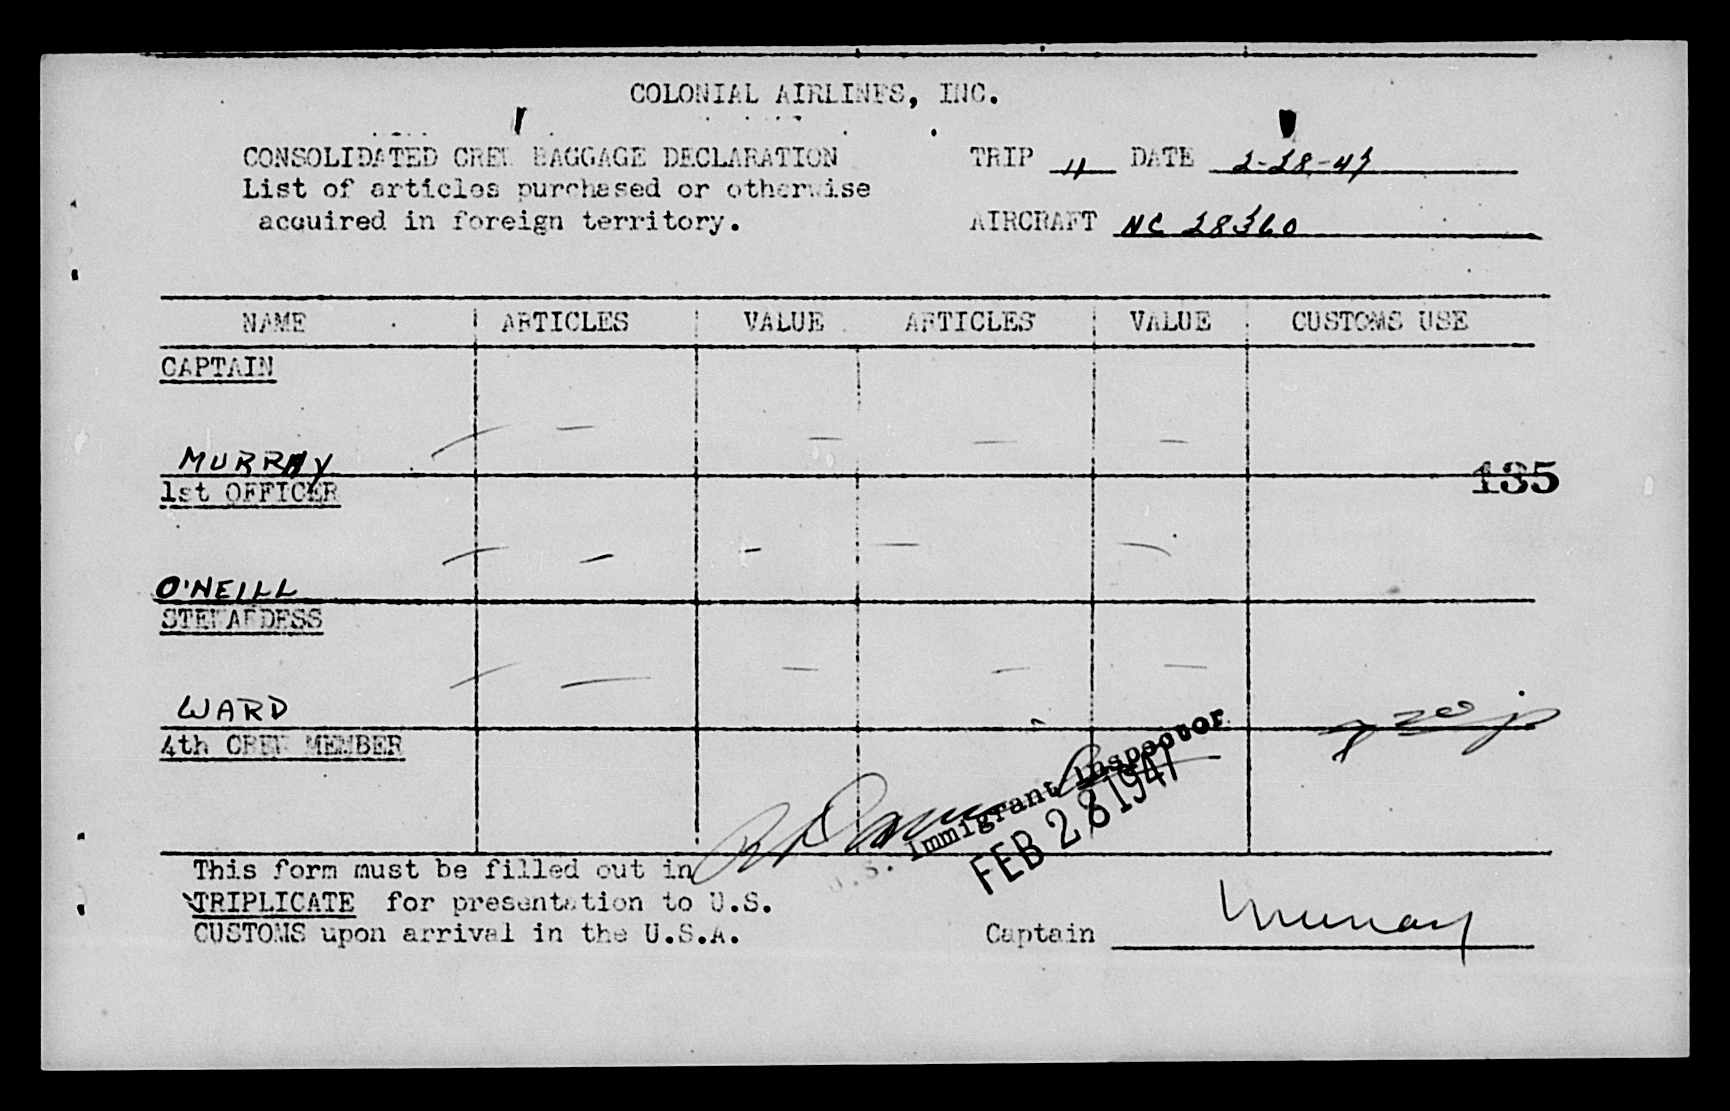 COLONIAL AIRLINES, INC.
CONSOLIDATED CREW BAGGAGE DECLARATION TRIP 11 DATE 2-28-47
List of articles purchased or otherwise
acquired in foreign territory. AIRCRAFT NC 28360
NAME ARTICLES VALUE ARTICLES VALUE CUSTOMS USE
CAPTAIN
MURRAY
135
1st OFFICER
O'NEILL
STEWARDESS
WARD
4th CREW MEMBER
U.S. Immigrant Inspector
FEB 28 1947
This form must be filled out in
TRIPLICATE for presentation to U.S.
CUSTOMS upon arrival in the U.S.A.
Captain Murray